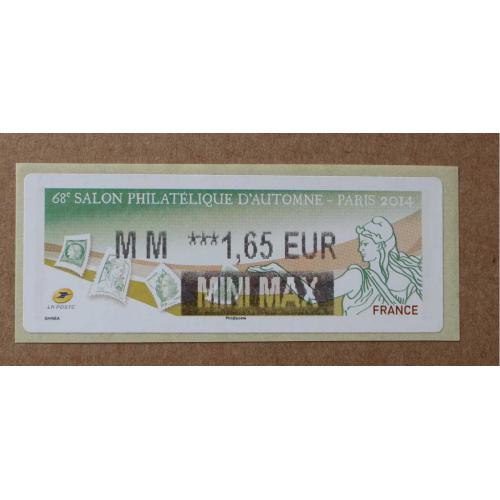 68e SALON PHILATÉLIQUE D'AUTOMNE - PARIS 2014
MM ***1,65 EUR
MINI MAX
LA POSTE
FRANCE